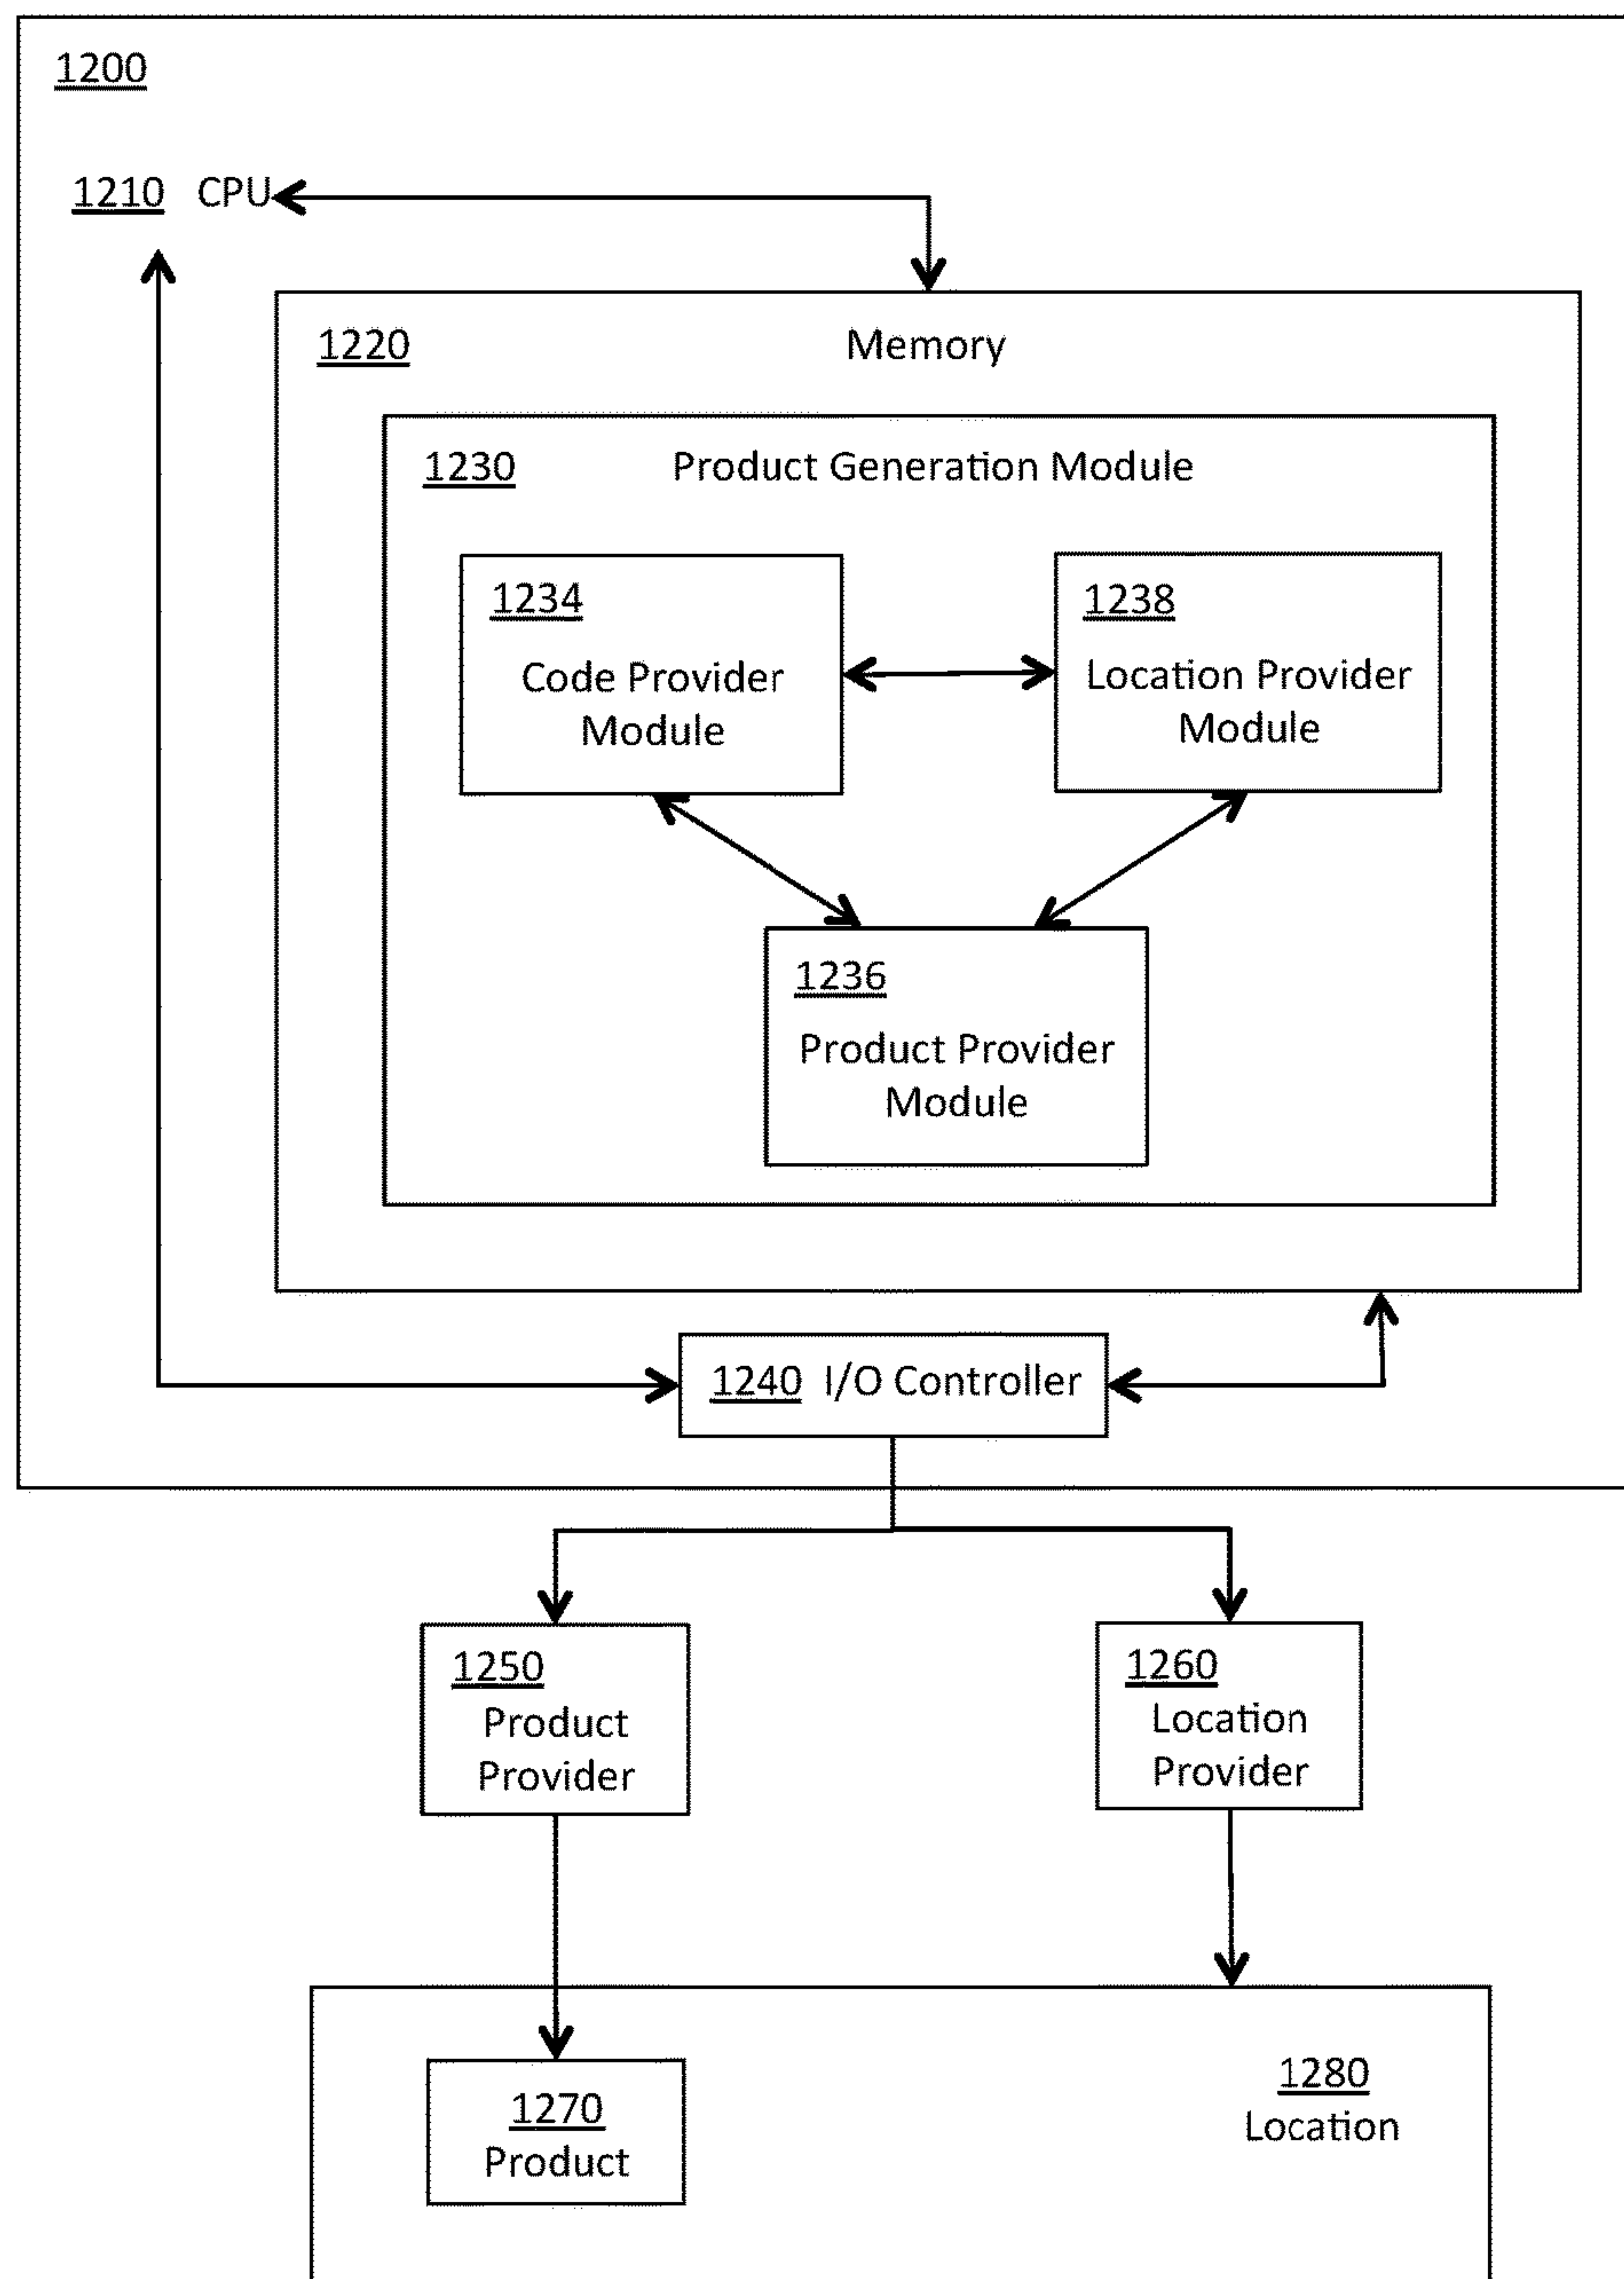 1200
1210 CPU
1220 Memory
1230 Product Generation Module
1234
Code Provider
Module
1238
Location Provider
Module
1236
Product Provider
Module
1240 I/O Controller
1250
Product
Provider
1260
Location
Provider
1270
Product
1280
Location